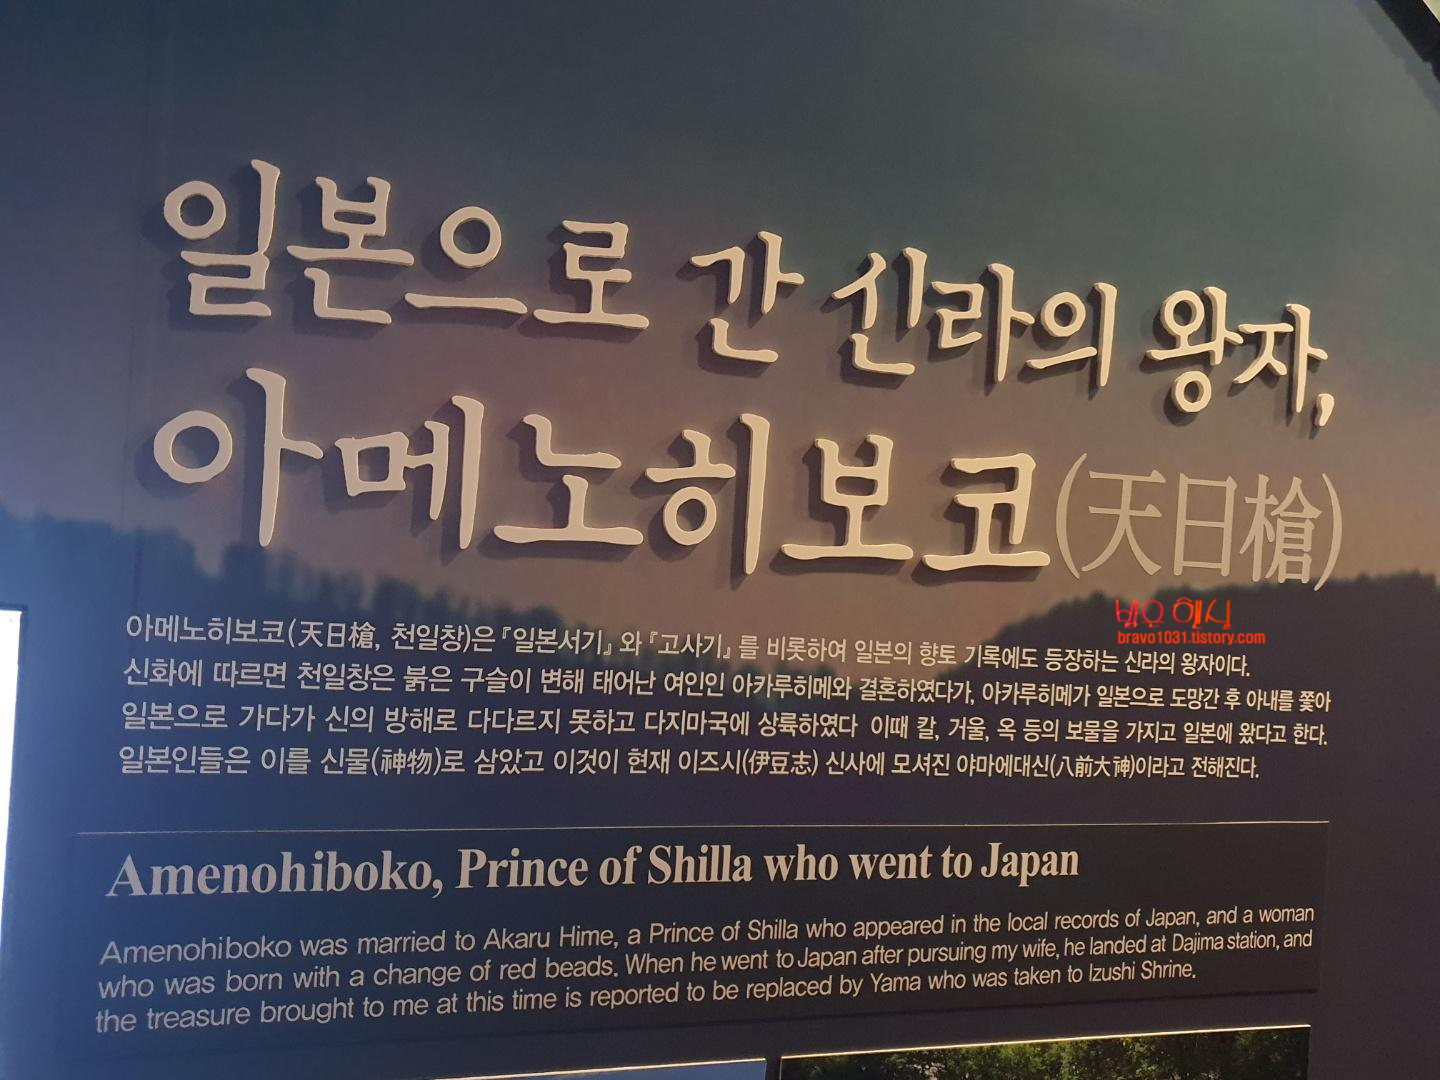 일본으로 간 신라의 왕자,
아메노히보코(天日槍)
범우 해식
bravo1031.tistory.com
아메노히보코(天日槍, 천일창)은 『일본서기』와 『고사기』를 비롯하여 일본의 향토 기록에도 등장하는 신라의 왕자이다.
신화에 따르면 천일창은 붉은 구슬이 변해 태어난 여인인 아카루히메와 결혼하였다가, 아카루히메가 일본으로 도망간 후 아내를 쫓아
일본으로 가다가 신의 방해로 다다르지 못하고 다지마국에 상륙하였다 이때 칼, 거울, 옥 등의 보물을 가지고 일본에 왔다고 한다.
일본인들은 이를 신물(神物)로 삼았고 이것이 현재 이즈시(伊豆志) 신사에 모셔진 야마에대신(八前大神)이라고 전해진다.
Amenohiboko, Prince of Shilla who went to Japan
Amenohiboko was married to Akaru Hime, a Prince of Shilla who appeared in the local records of Japan, and a woman
who was born with a change of red beads. When he went to Japan after pursuing my wife, he landed at Dajima station, and
the treasure brought to me at this time is reported to be replaced by Yama who was taken to Izushi Shrine.